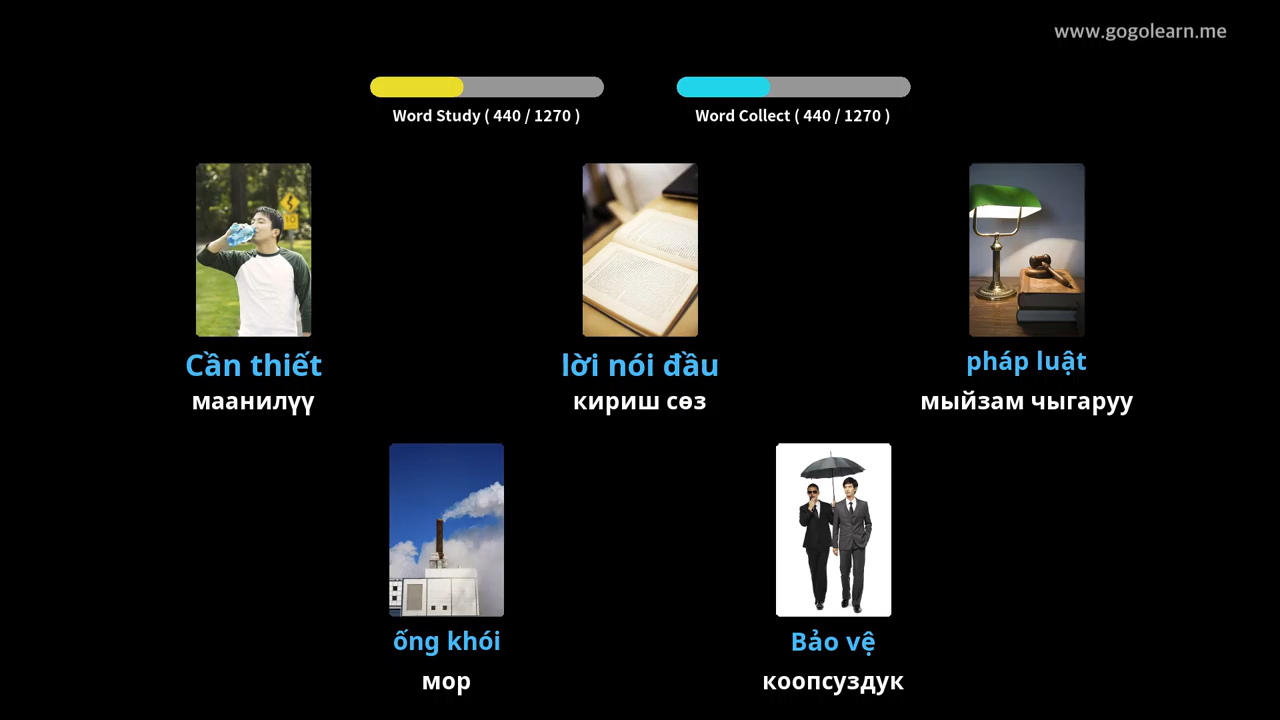 www.gogolearn.me
Word Study ( 440 / 1270 )
Word Collect ( 440 / 1270 )
Cần thiết
маанилүү
lời nói đầu
кириш сөз
pháp luật
мыйзам чыгаруу
ống khói
мор
Bảo vệ
коопсуздук